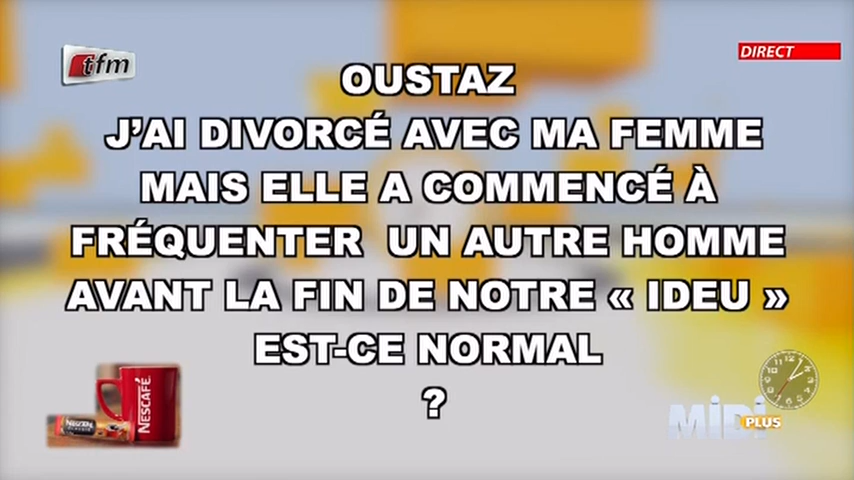 tfm
DIRECT
OUSTAZ
J'AI DIVORCÉ AVEC MA FEMME
MAIS ELLE A COMMENCÉ À
FRÉQUENTER UN AUTRE HOMME
AVANT LA FIN DE NOTRE « IDEU »
EST-CE NORMAL
?
NESCAFÉ
MiDi
PLUS